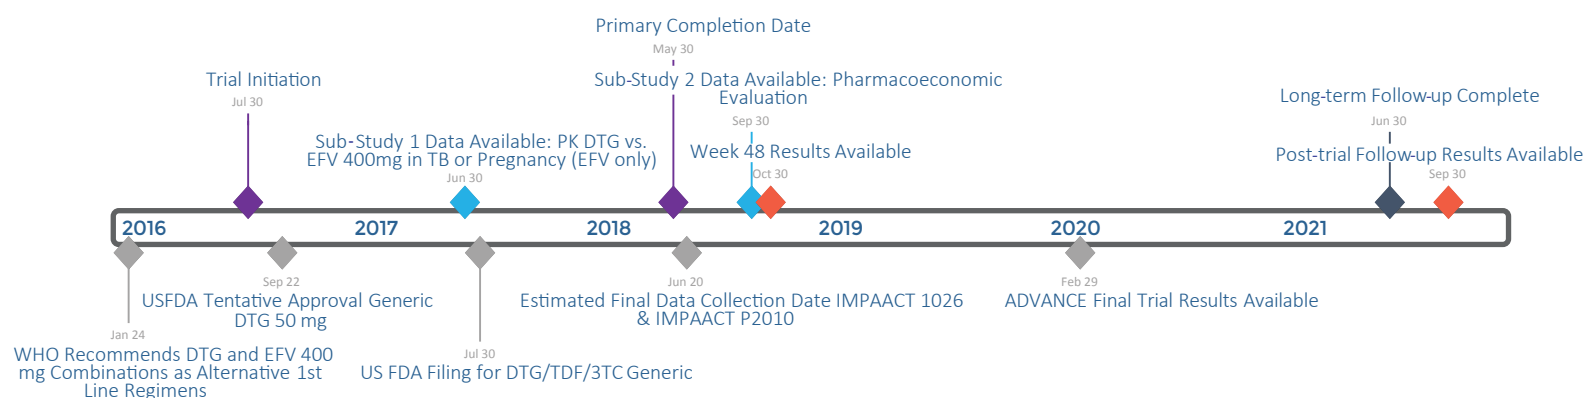 Primary Completion Date
May 30
Trial Initiation
Jul 30
Sub-Study 2 Data Available: Pharmacoeconomic
Evaluation
Sep 30
Long-term Follow-up Complete
Jun 30
Sub-Study 1 Data Available: PK DTG vs.
EFV 400mg in TB or Pregnancy (EFV only)
Jun 30
Week 48 Results Available
Oct 30
Post-trial Follow-up Results Available
Sep 30
2016 2017 2018 2019 2020 2021
Sep 22
USFDA Tentative Approval Generic
DTG 50 mg
Jun 20
Estimated Final Data Collection Date IMPAACT 1026
& IMPAACT P2010
Feb 29
ADVANCE Final Trial Results Available
Jan 24
WHO Recommends DTG and EFV 400
mg Combinations as Alternative 1st
Line Regimens
Jul 30
US FDA Filing for DTG/TDF/3TC Generic